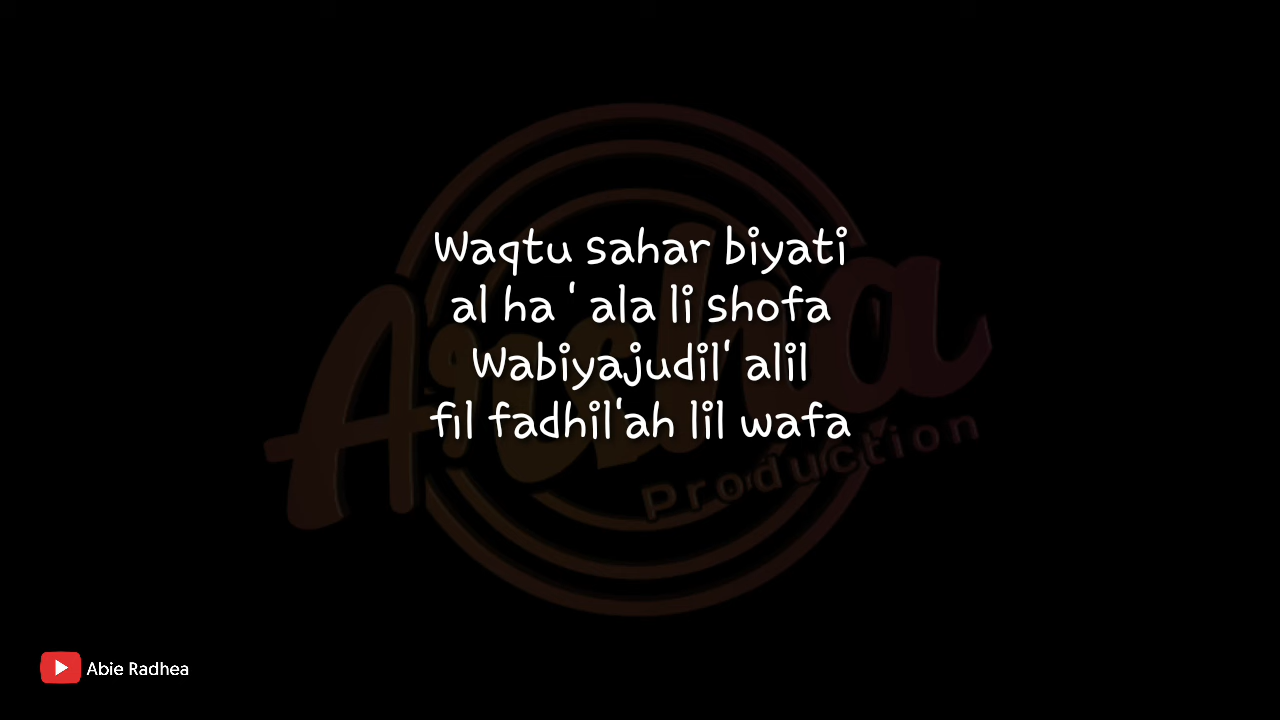 Waqtu sahar biyati
al ha ' ala li shofa
Wabiyajudil' alil
fil fadhil'ah lil wafa
Production
Abie Radhea